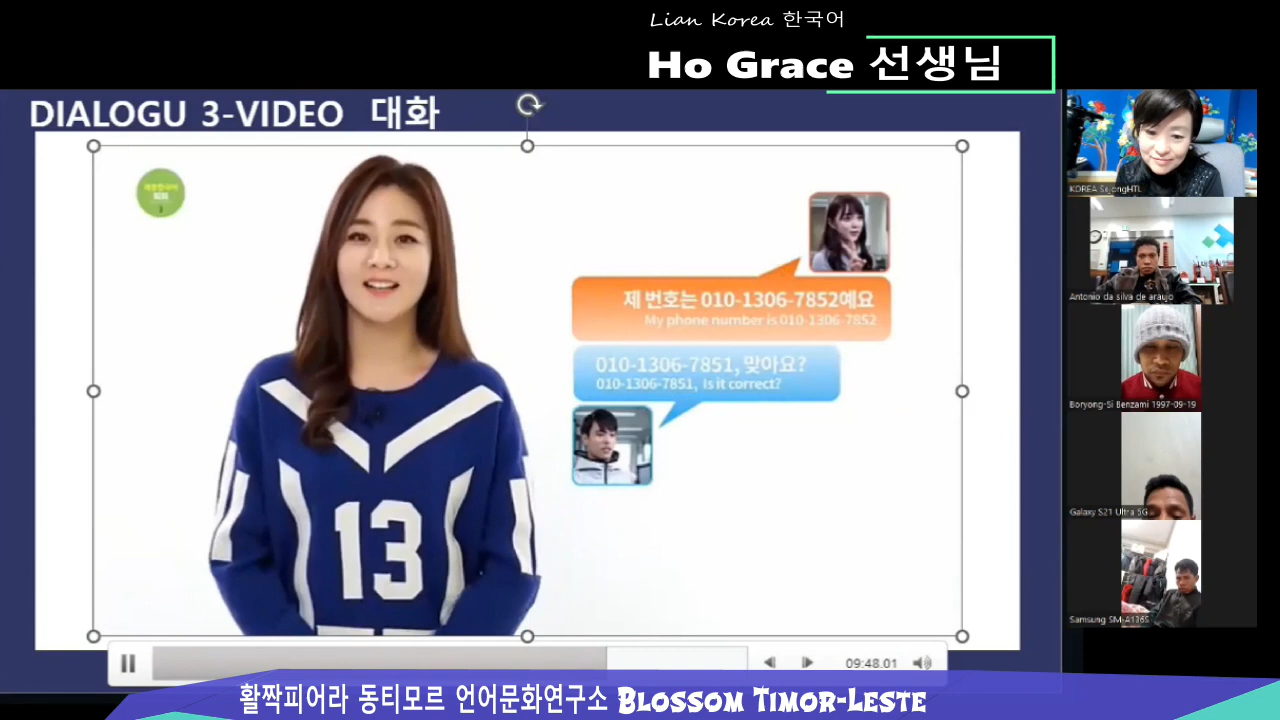 Lian Korea 한국어
Ho Grace 선생님
DIALOGU 3-VIDEO 대화
제 번호는 010-1306-7852예요
My phone number is 010-1306-7852
010-1306-7851, 맞아요?
010-1306-7851, Is it correct?
13
09:48.01
KOREA SejongHTL
Antonio da silva de araujo
Boryong-Si Benzami 1997-09-19
Galaxy S21 Ultra 5G
Samsung SM-A136S
활짝피어라 동티모르 언어문화연구소 BLOSSOM TIMOR-LESTE